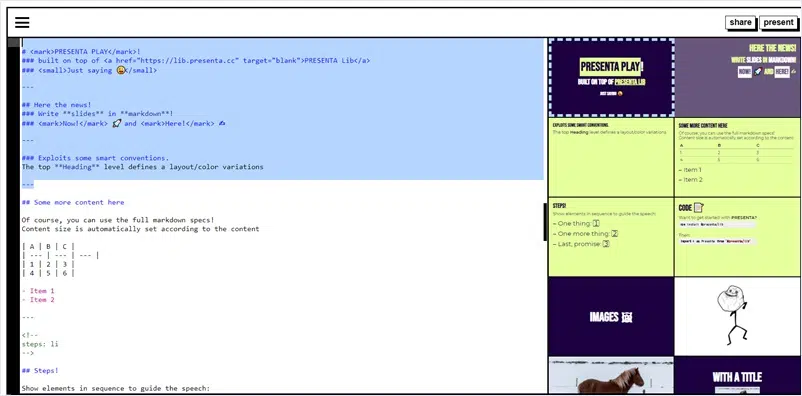 share
present
# <mark>PRESENTA PLAY</mark>!
### built on top of <a href="https://lib.presenta.cc" target="blank">PRESENTA Lib</a>
### <small>Just saying 😜</small>
---
## Here the news!
### Write **slides** in **markdown**!
### <mark>Now!</mark> 🚀 and <mark>Here!</mark> ✍
---
### Exploits some smart conventions.
The top **Heading** level defines a layout/color variations
---
## Some more content here
Of course, you can use the full markdown specs!
Content size is automatically set according to the content
| A | B | C |
| --- | --- | --- |
| 1 | 2 | 3 |
| 4 | 5 | 6 |
- Item 1
- Item 2
---
<!--
steps: li
-->
## Steps!
Show elements in sequence to guide the speech:
PRESENTA PLAY!
BUILT ON TOP OF PRESENTA LIB
JUST SAYING 😜
HERE THE NEWS!
WRITE SLIDES IN MARKDOWN!
NOW! 🚀 AND HERE! ✍
EXPLOITS SOME SMART CONVENTIONS.
The top Heading level defines a layout/color variations
SOME MORE CONTENT HERE
Of course, you can use the full markdown specs!
Content size is automatically set according to the content
A B C
1 2 3
4 5 6
– Item 1
– Item 2
STEPS!
Show elements in sequence to guide the speech:
– One thing: 1
– One more thing: 2
– Last, promise: 3
CODE 📝
Want to get started with PRESENTA?
Then:
IMAGES 🖼
WITH A TITLE